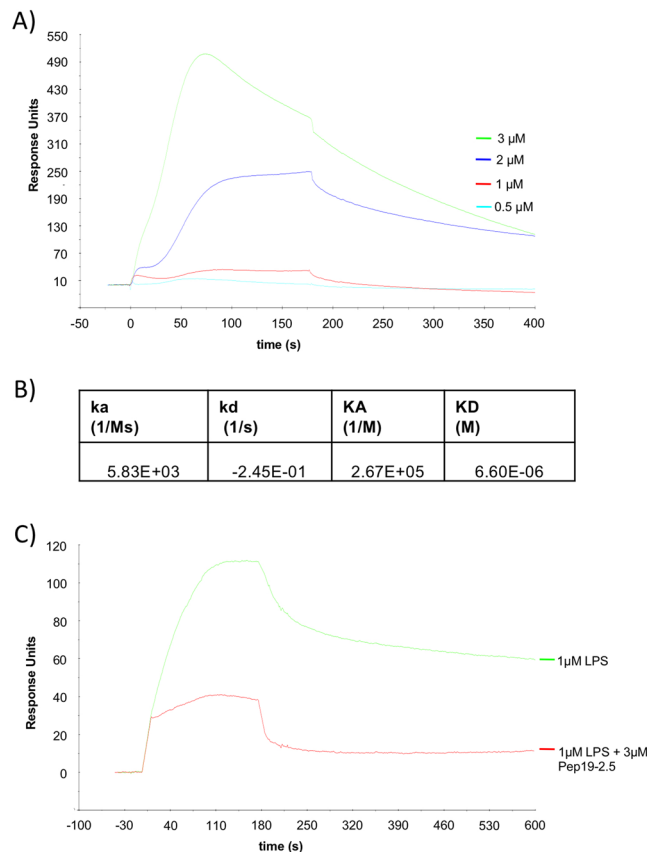 A)
550
490
430
370
310
250
190
130
70
10
Response Units
-50 0 50 100 150 200 250 300 350 400
time (s)
3 µM
2 µM
1 µM
0.5 µM
B)
ka kd KA KD
(1/Ms) (1/s) (1/M) (M)
5.83E+03 -2.45E-01 2.67E+05 6.60E-06
C)
120
100
80
60
40
20
0
Response Units
-100 -30 40 110 180 250 320 390 460 530 600
time (s)
1µM LPS
1µM LPS + 3µM
Pep19-2.5